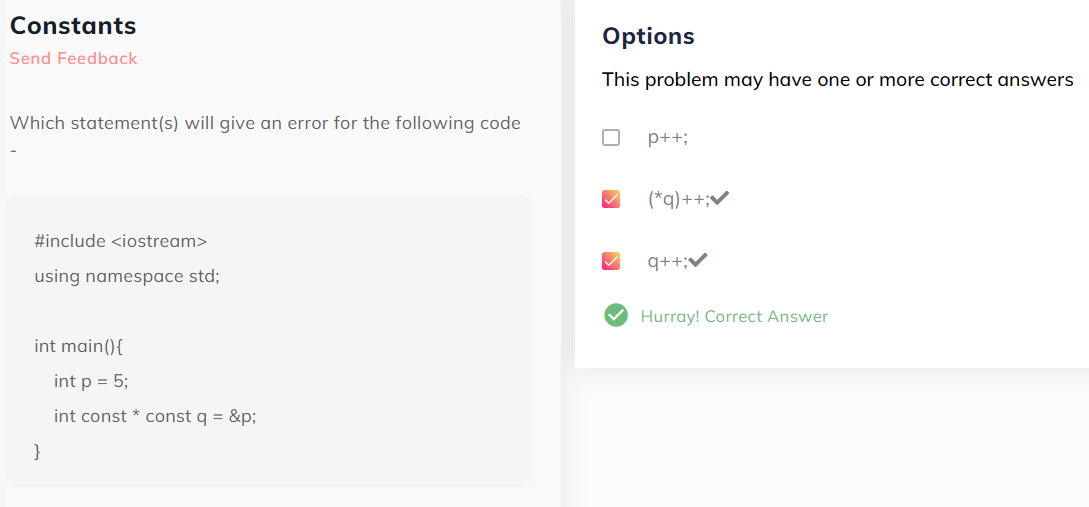 Constants
Send Feedback
Which statement(s) will give an error for the following code
-
#include <iostream>
using namespace std;
int main(){
int p = 5;
int const * const q = &p;
}
Options
This problem may have one or more correct answers
p++;
(*q)++;
q++;
Hurray! Correct Answer